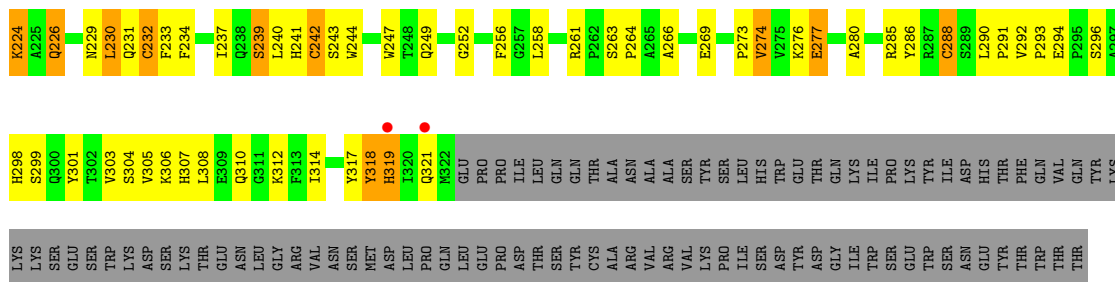 K224 A225 Q226 N229 L230 Q231 C232 F233 F234 I237 Q238 S239 L240 H241 C242 S243 W244 W247 T248 Q249 G252 F256 G257 L258 R261 P262 S263 P264 A265 A266 E269 P273 V274 V275 K276 E277 A280 R285 Y286 R287 C288 S289 L290 P291 V292 P293 E294 P295 S296 A297
H298 S299 Q300 Y301 T302 V303 S304 V305 K306 H307 L308 E309 Q310 G311 K312 F313 I314 Y317 Y318 H319 I320 Q321 M322 GLU PRO PRO ILE LEU GLN GLN THR ALA ASN ALA ALA SER TYR SER LEU HIS TRP GLU THR GLN LYS ILE PRO LYS TYR ILE ASP HIS THR PHE GLN VAL GLN TYR LYS
LYS LYS SER ASN GLU SER TRP LYS ASP SER LYS THR GLU ASN LEU GLY ARG VAL ASN SER MET ASP LEU PRO GLN LEU GLU PRO ASP THR SER TYR CYS ALA ARG VAL ARG VAL LYS PRO ILE SER ASP TYR ASP GLY ILE TRP SER GLU TRP SER ASN GLU TYR THR TRP THR THR